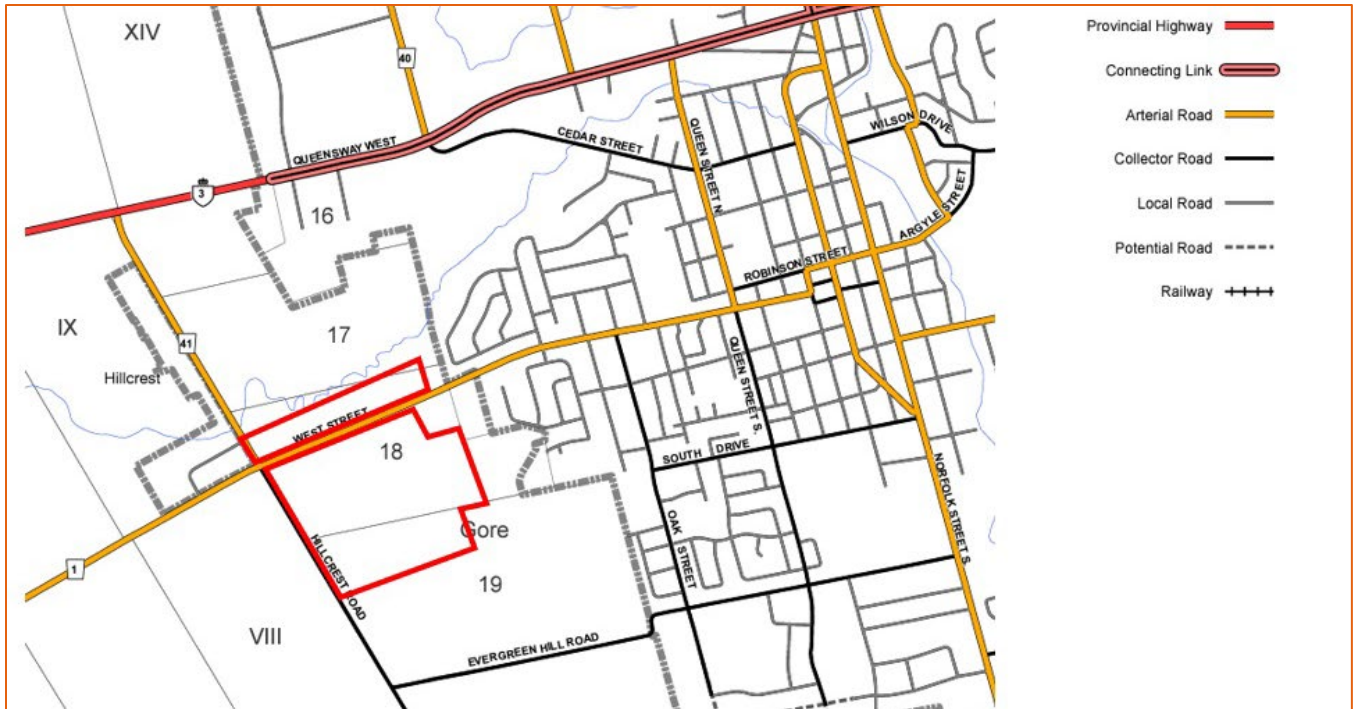 XIV
40
QUEENSWAY WEST
3
CEDAR STREET
QUEEN STREET N.
WILSON DRIVE
16
ARGYLE STREET
ROBINSON STREET
IX
41
17
Hillcrest
QUEEN STREET S.
WEST STREET
18
SOUTH DRIVE
NORFOLK STREET S.
OAK STREET
Gore
HILLCREST ROAD
1
19
VIII
EVERGREEN HILL ROAD
Provincial Highway
Connecting Link
Arterial Road
Collector Road
Local Road
Potential Road
Railway